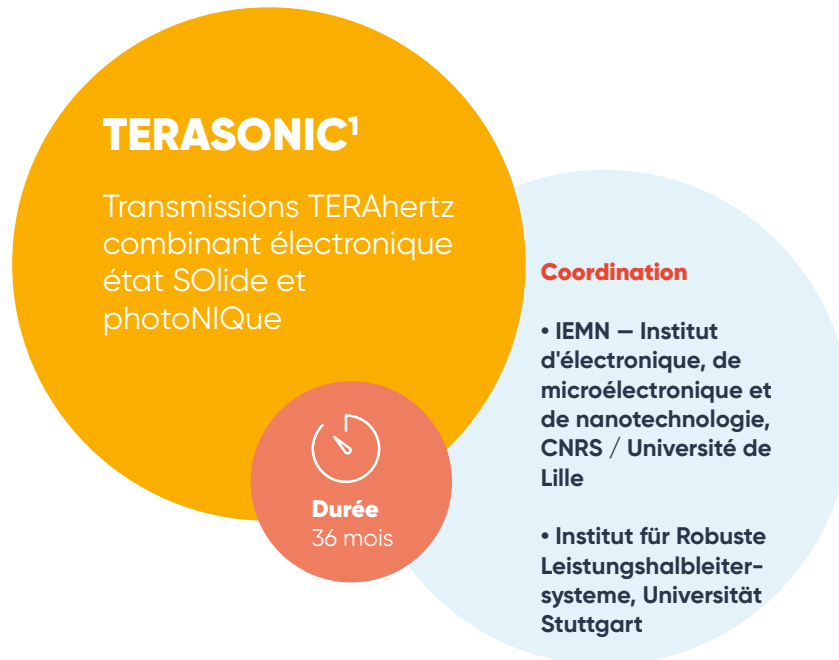 TERASONIC¹
Transmissions TERAhertz
combinant électronique
état SOlide et
photoNIQue
Durée
36 mois
Coordination
• IEMN — Institut
d'électronique, de
microélectronique et
de nanotechnologie,
CNRS / Université de
Lille
• Institut für Robuste
Leistungshalbleiter-
systeme, Universität
Stuttgart